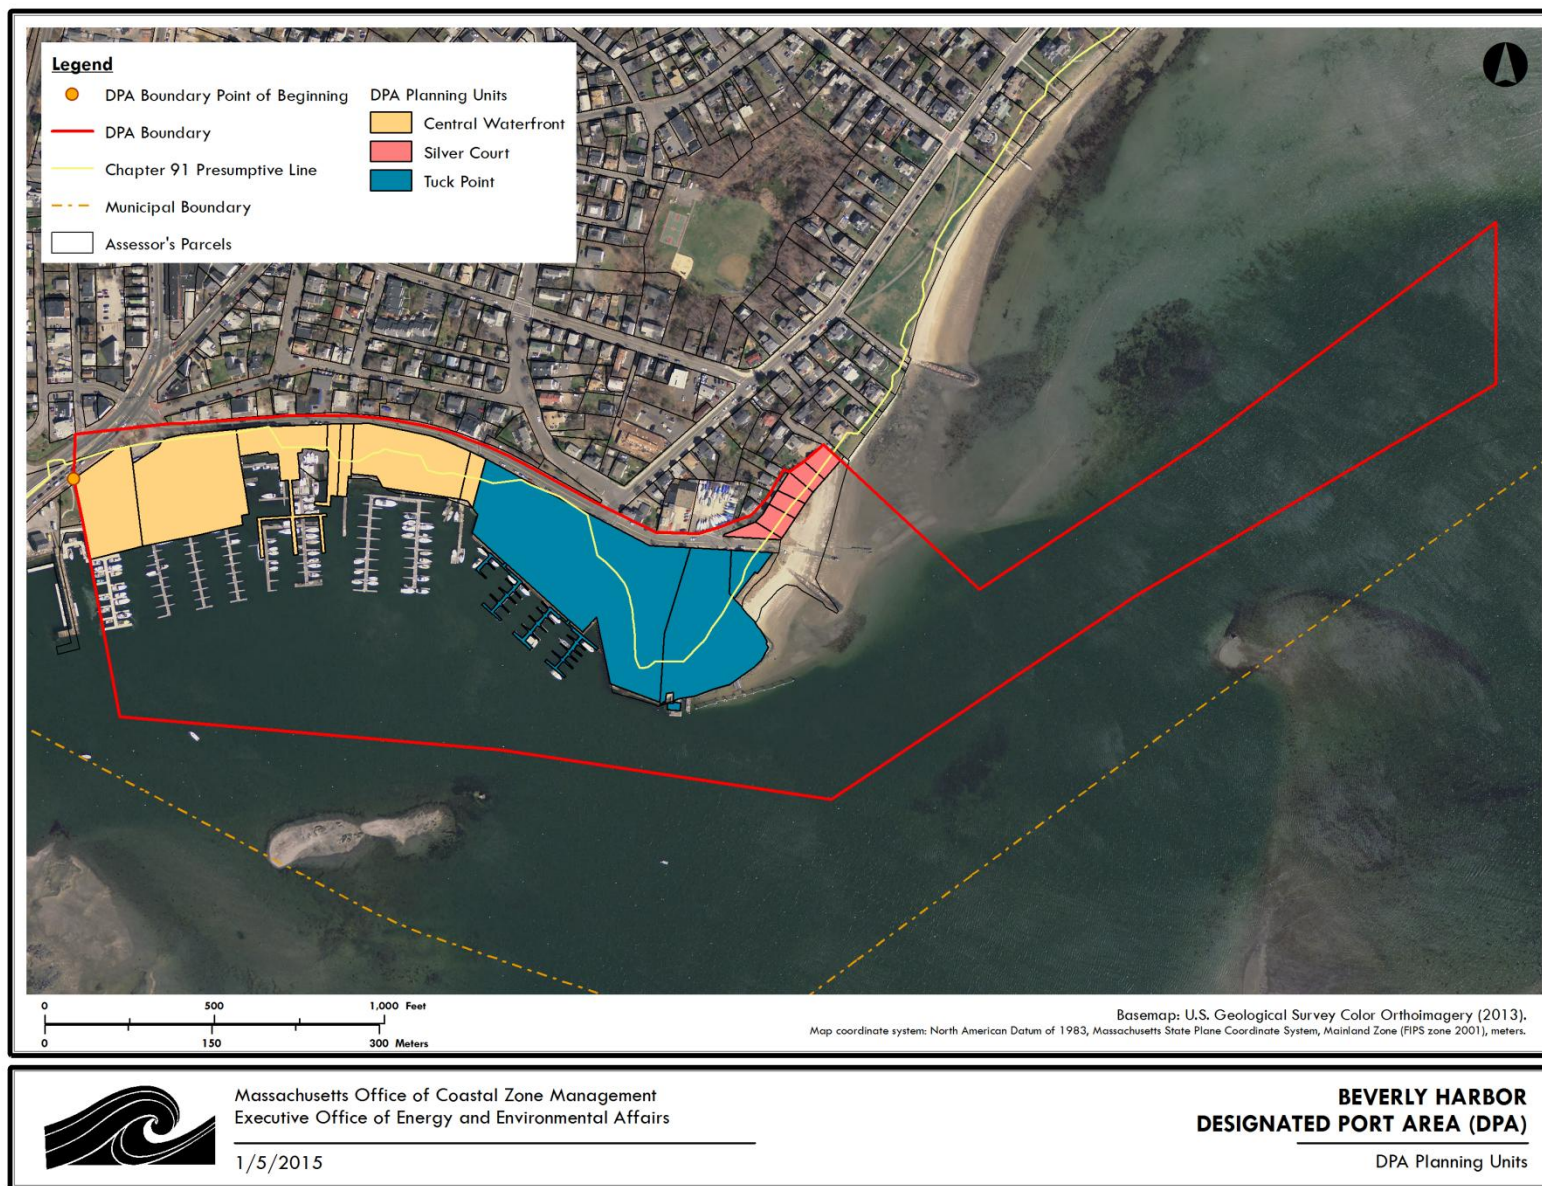 Legend
DPA Boundary Point of Beginning
DPA Boundary
Chapter 91 Presumptive Line
Municipal Boundary
Assessor's Parcels
DPA Planning Units
Central Waterfront
Silver Court
Tuck Point
0 500 1,000 Feet
0 150 300 Meters
Basemap: U.S. Geological Survey Color Orthoimagery (2013).
Map coordinate system: North American Datum of 1983, Massachusetts State Plane Coordinate System, Mainland Zone (FIPS zone 2001), meters.
Massachusetts Office of Coastal Zone Management
Executive Office of Energy and Environmental Affairs
1/5/2015
BEVERLY HARBOR
DESIGNATED PORT AREA (DPA)
DPA Planning Units